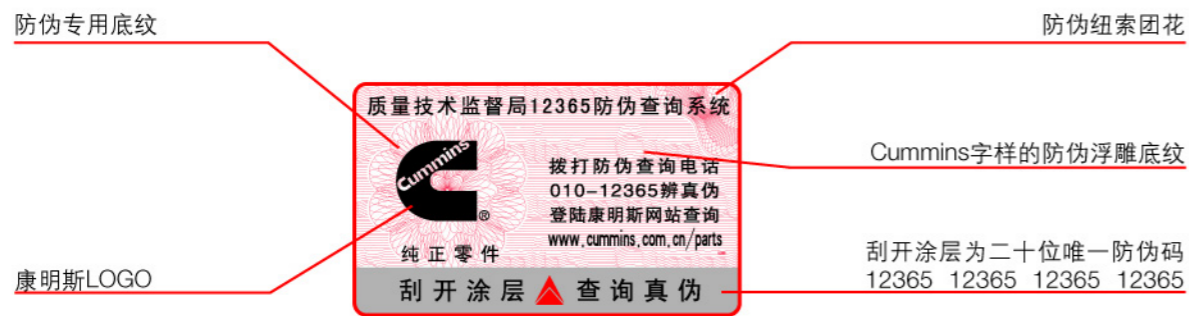 防伪专用底纹
防伪纽索团花
质量技术监督局12365防伪查询系统
Cummins
®
纯正零件
拨打防伪查询电话
010-12365辨真伪
登陆康明斯网站查询
www.cummins.com.cn/parts
Cummins字样的防伪浮雕底纹
康明斯LOGO
刮开涂层 查询真伪
刮开涂层为二十位唯一防伪码
12365 12365 12365 12365